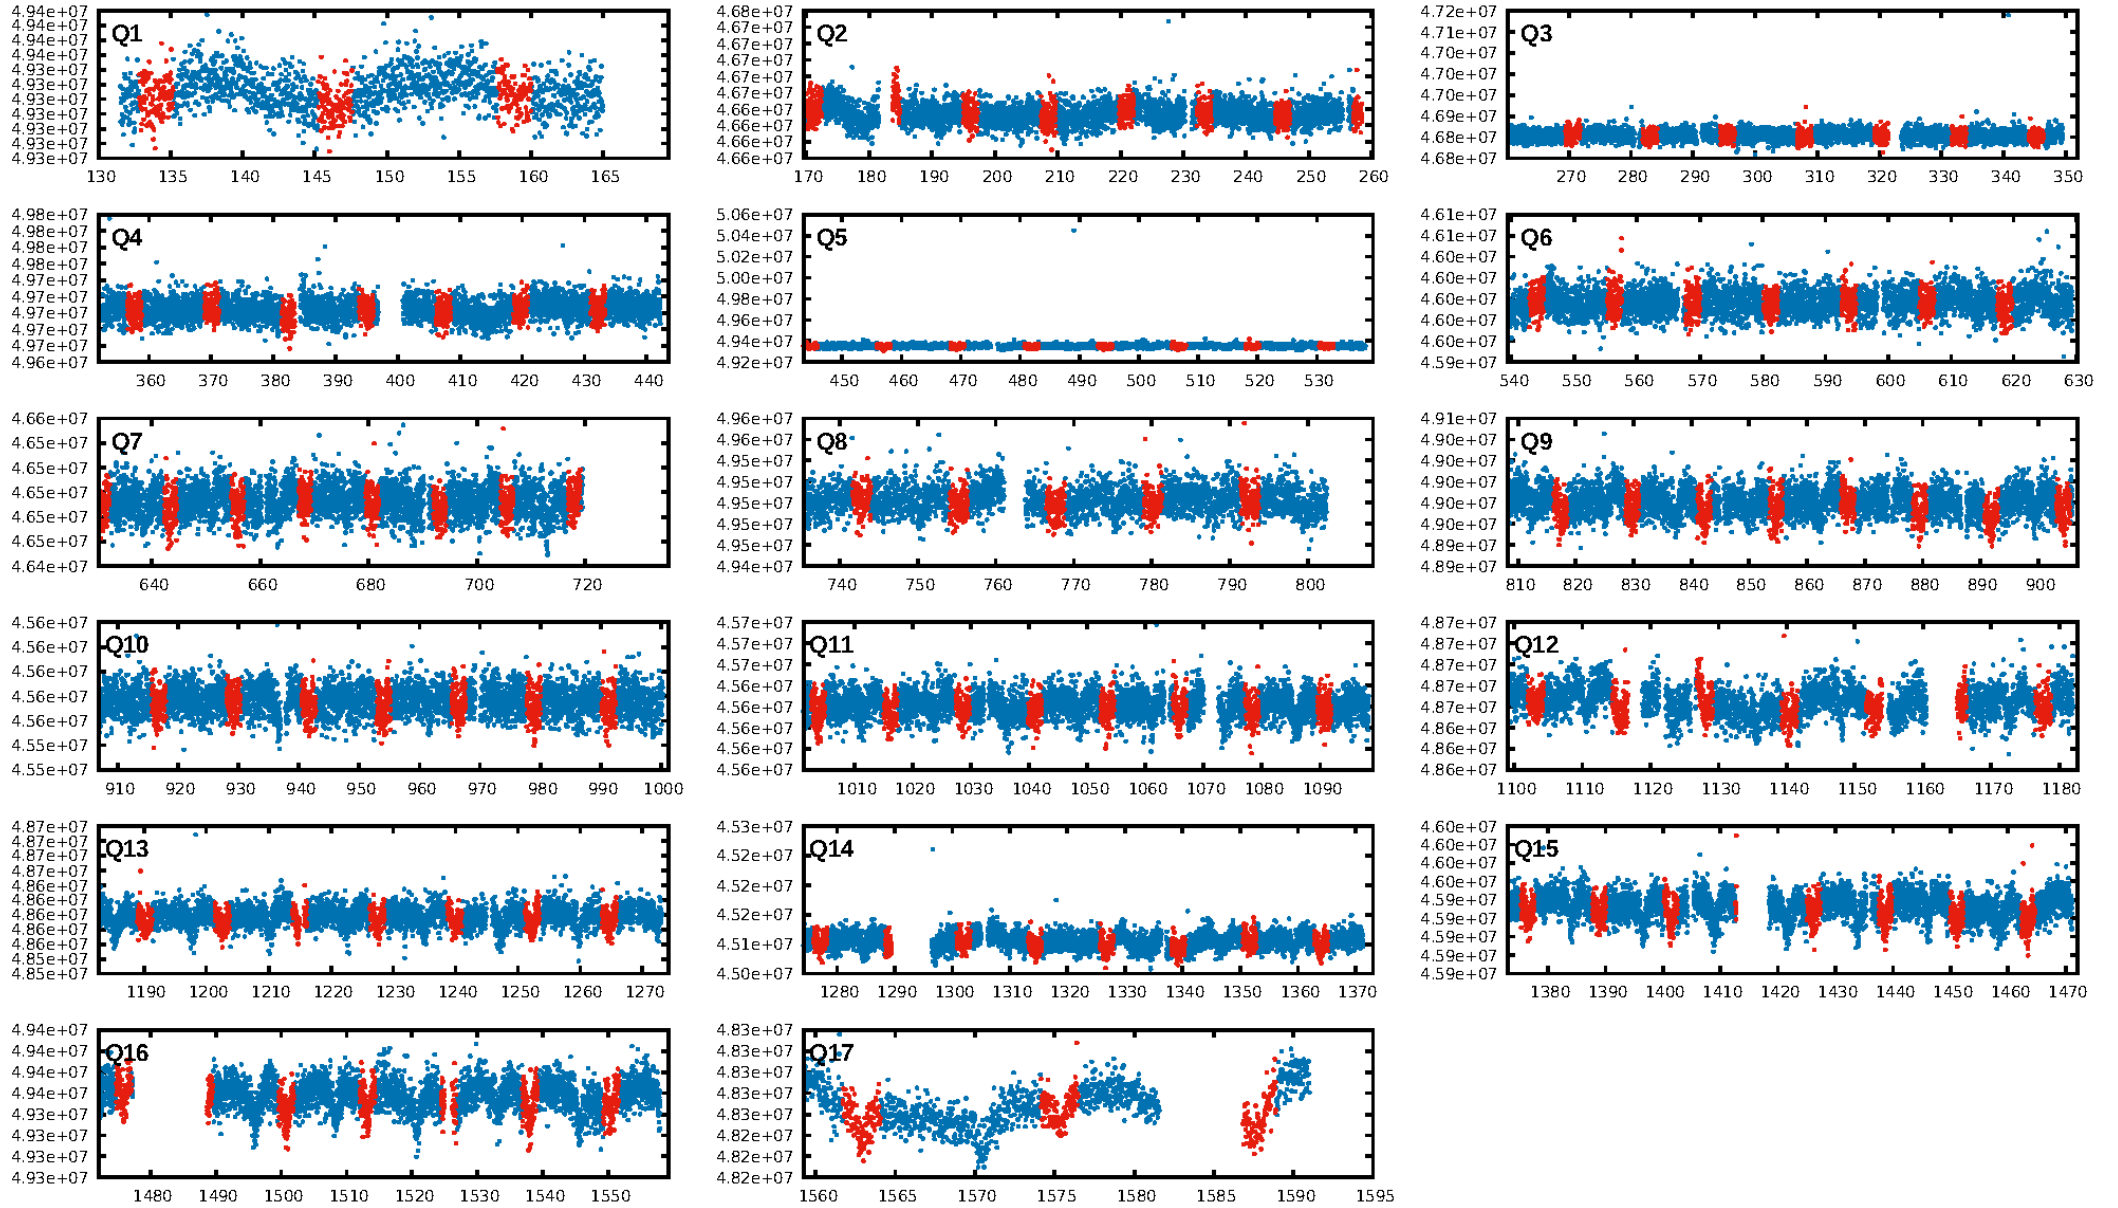 4.94e+07 4.94e+07 4.94e+07 4.93e+07 4.93e+07 4.93e+07 4.93e+07 4.93e+07 4.93e+07 4.93e+07 4.93e+07
Q1
130 135 140 145 150 155 160 165
4.68e+07 4.67e+07 4.67e+07 4.67e+07 4.67e+07 4.67e+07 4.66e+07 4.66e+07 4.66e+07 4.66e+07
Q2
170 180 190 200 210 220 230 240 250 260
4.72e+07 4.71e+07 4.70e+07 4.70e+07 4.70e+07 4.69e+07 4.68e+07 4.68e+07
Q3
270 280 290 300 310 320 330 340 350
4.98e+07 4.98e+07 4.98e+07 4.98e+07 4.97e+07 4.97e+07 4.97e+07 4.97e+07 4.97e+07 4.96e+07
Q4
360 370 380 390 400 410 420 430 440
5.06e+07 5.04e+07 5.02e+07 5.00e+07 4.98e+07 4.96e+07 4.94e+07 4.92e+07
Q5
450 460 470 480 490 500 510 520 530
4.61e+07 4.61e+07 4.60e+07 4.60e+07 4.60e+07 4.60e+07 4.60e+07 4.59e+07
Q6
540 550 560 570 580 590 600 610 620 630
4.66e+07 4.65e+07 4.65e+07 4.65e+07 4.65e+07 4.65e+07 4.64e+07
Q7
640 660 680 700 720
4.96e+07 4.96e+07 4.95e+07 4.95e+07 4.95e+07 4.95e+07 4.95e+07 4.94e+07
Q8
740 750 760 770 780 790 800
4.91e+07 4.90e+07 4.90e+07 4.90e+07 4.90e+07 4.90e+07 4.89e+07 4.89e+07
Q9
810 820 830 840 850 860 870 880 890 900
4.56e+07 4.56e+07 4.56e+07 4.56e+07 4.56e+07 4.55e+07 4.55e+07
Q10
910 920 930 940 950 960 970 980 990 1000
4.57e+07 4.57e+07 4.57e+07 4.56e+07 4.56e+07 4.56e+07 4.56e+07 4.56e+07
Q11
1010 1020 1030 1040 1050 1060 1070 1080 1090
4.87e+07 4.87e+07 4.87e+07 4.87e+07 4.87e+07 4.86e+07 4.86e+07 4.86e+07
Q12
1100 1110 1120 1130 1140 1150 1160 1170 1180
4.87e+07 4.87e+07 4.87e+07 4.87e+07 4.86e+07 4.86e+07 4.86e+07 4.86e+07 4.86e+07 4.85e+07 4.85e+07
Q13
1190 1200 1210 1220 1230 1240 1250 1260 1270
4.53e+07 4.52e+07 4.52e+07 4.52e+07 4.51e+07 4.50e+07
Q14
1280 1290 1300 1310 1320 1330 1340 1350 1360 1370
4.60e+07 4.60e+07 4.60e+07 4.60e+07 4.59e+07 4.59e+07 4.59e+07 4.59e+07 4.59e+07
Q15
1380 1390 1400 1410 1420 1430 1440 1450 1460 1470
4.94e+07 4.94e+07 4.94e+07 4.94e+07 4.93e+07 4.93e+07 4.93e+07 4.93e+07
Q16
1480 1490 1500 1510 1520 1530 1540 1550
4.83e+07 4.83e+07 4.83e+07 4.83e+07 4.83e+07 4.82e+07 4.82e+07 4.82e+07
Q17
1560 1565 1570 1575 1580 1585 1590 1595